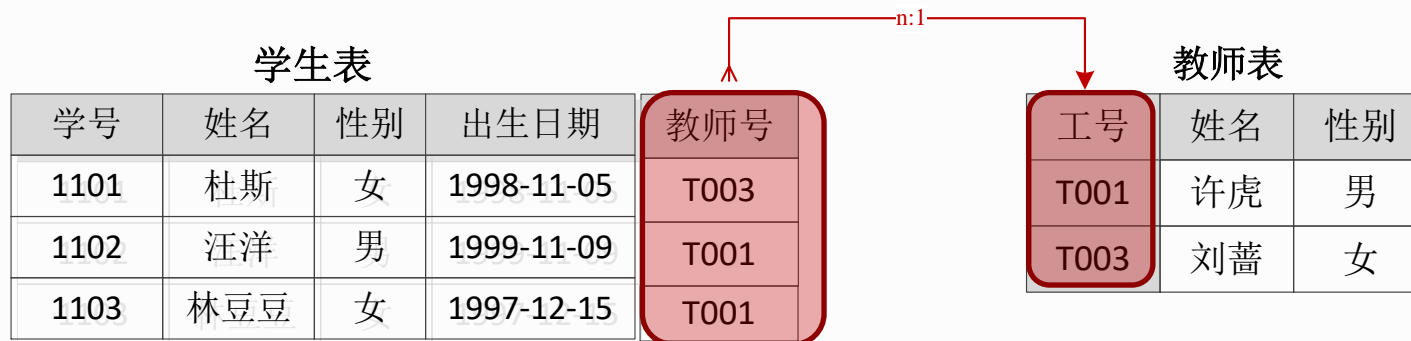 n:1
学生表
教师表
学号 姓名 性别 出生日期 教师号
1101 杜斯 女 1998-11-05 T003
1102 汪洋 男 1999-11-09 T001
1103 林豆豆 女 1997-12-15 T001
工号 姓名 性别
T001 许虎 男
T003 刘蔷 女